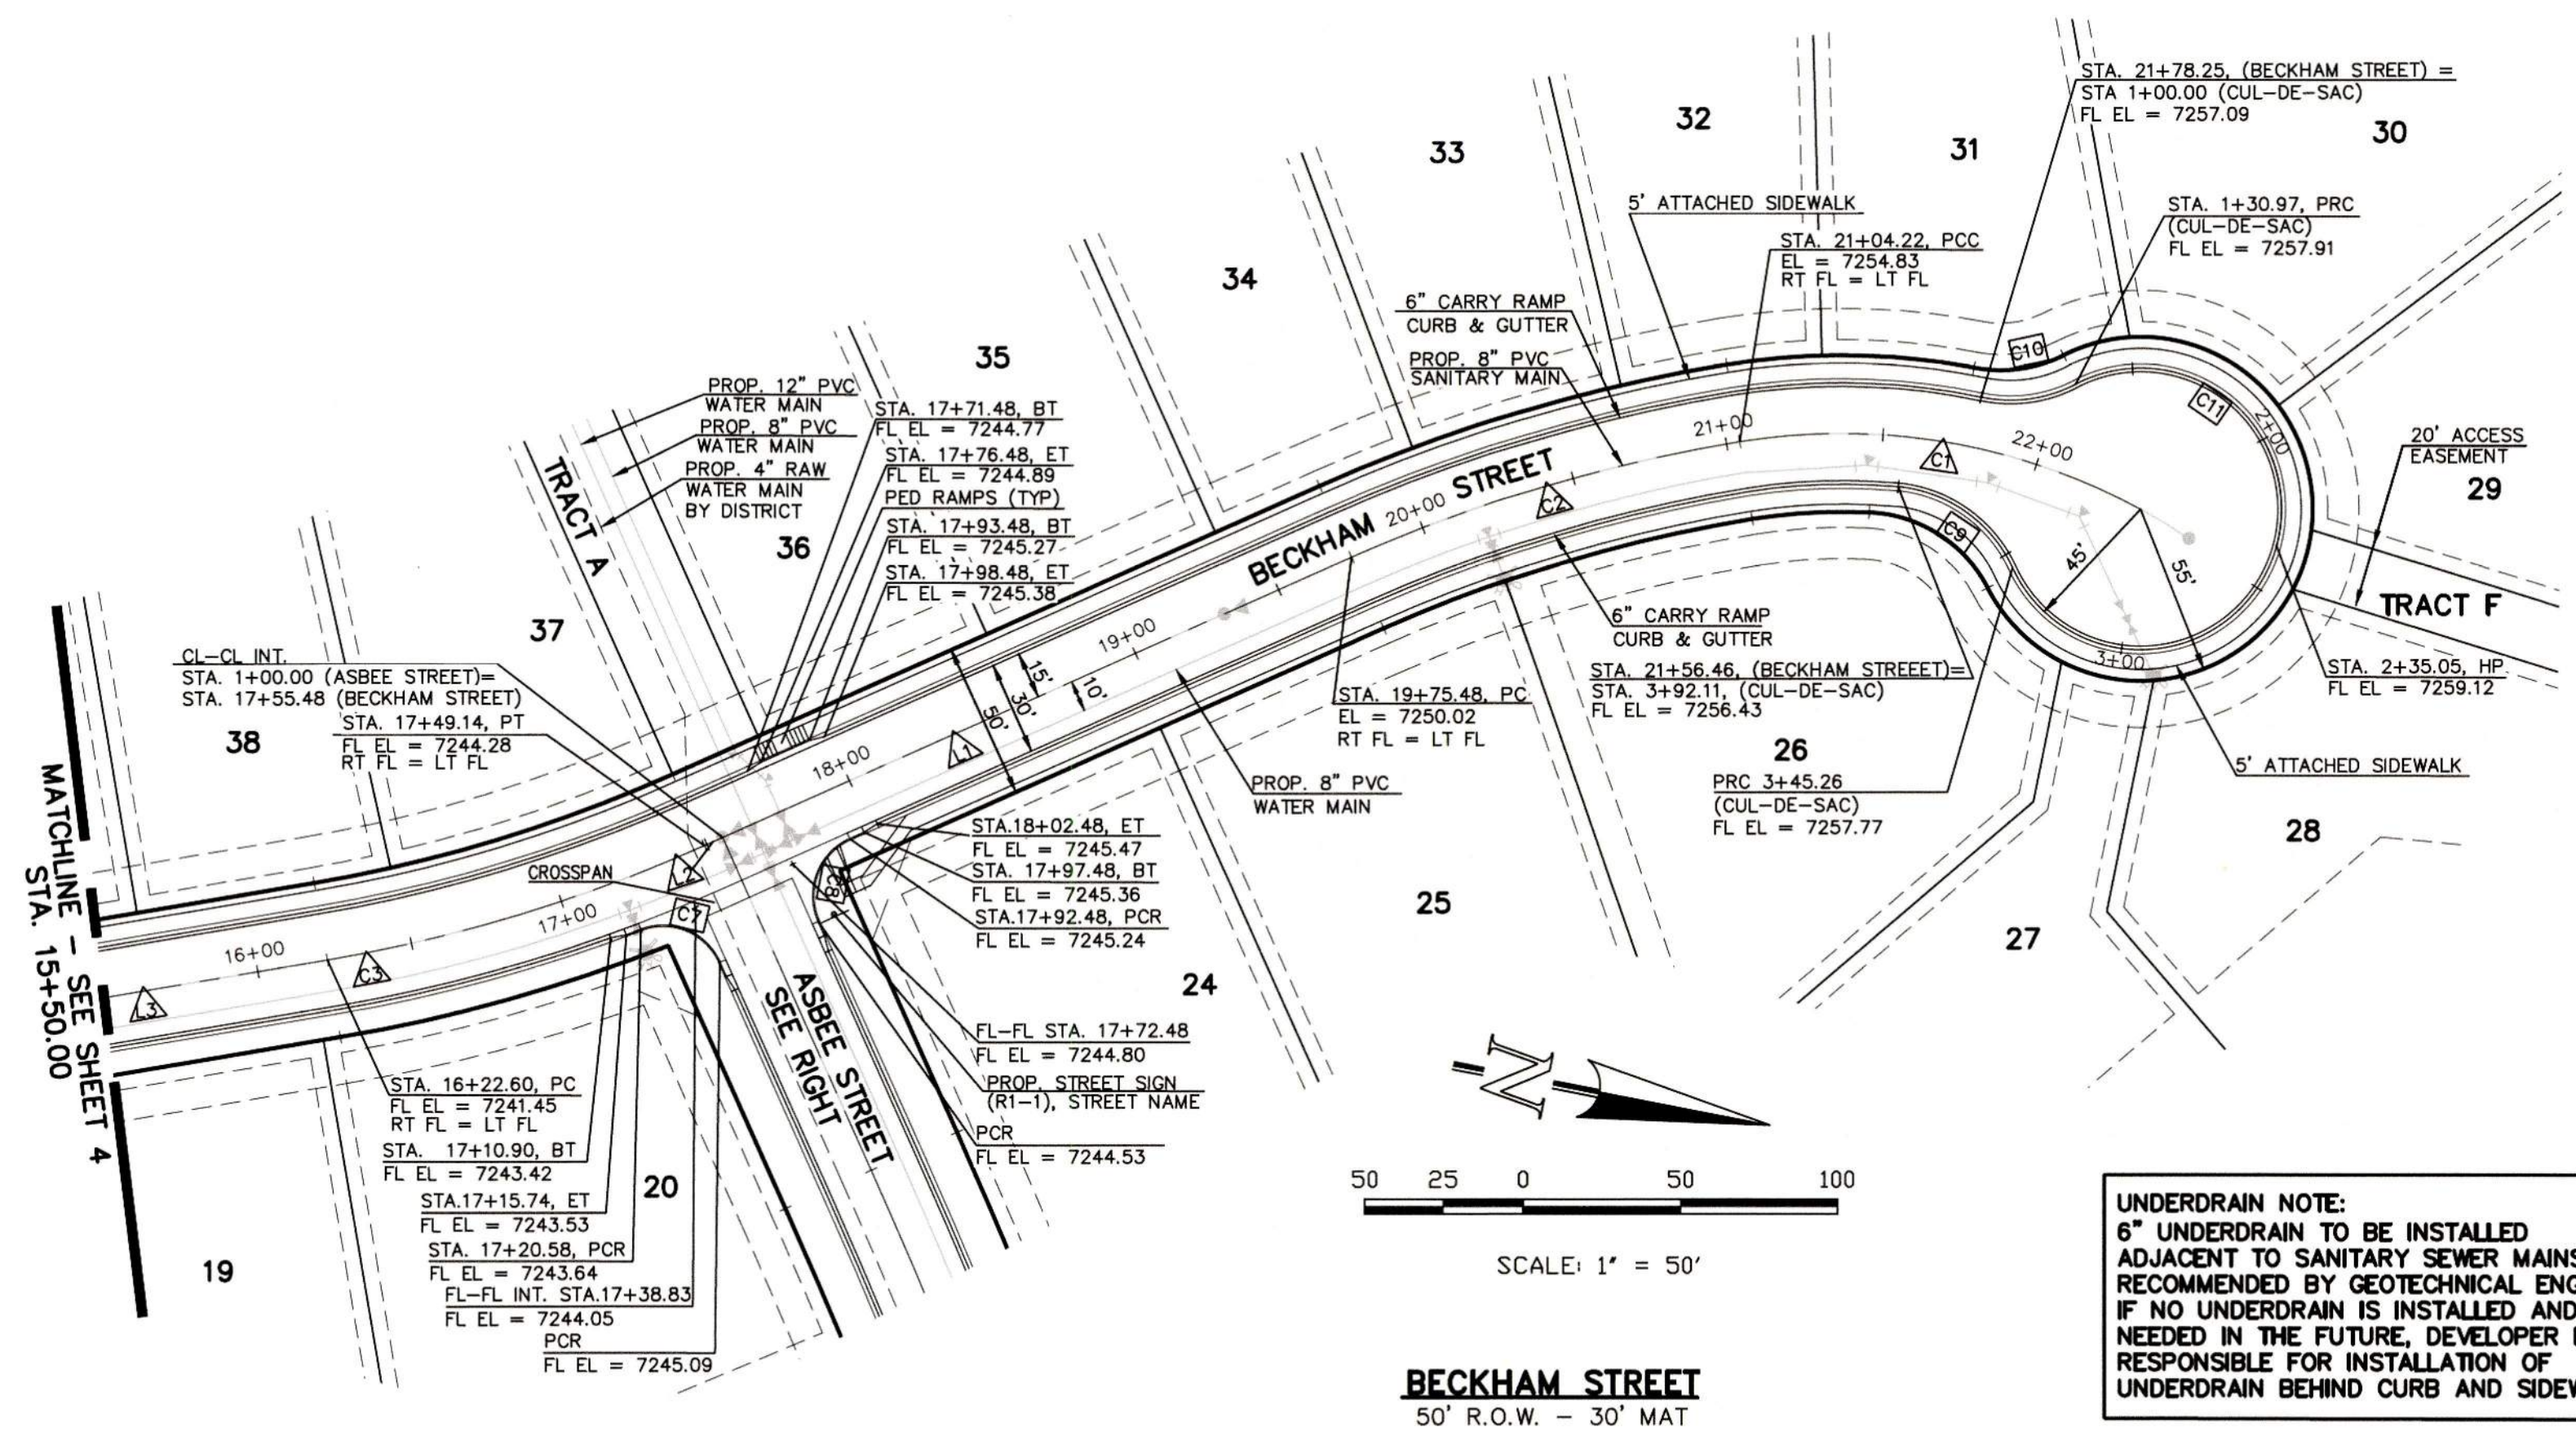 STA. 21+78.25, (BECKHAM STREET) =
STA 1+00.00 (CUL-DE-SAC)
FL EL = 7257.09
30
31
32
33
34
35
36
37
38
STA. 1+30.97, PRC
(CUL-DE-SAC)
FL EL = 7257.91
5' ATTACHED SIDEWALK
STA. 21+04.22, PCC
EL = 7254.83
RT FL = LT FL
6" CARRY RAMP
CURB & GUTTER
PROP. 8" PVC
SANITARY MAIN
C10
C11
2+00
20' ACCESS
EASEMENT
29
TRACT F
PROP. 12" PVC
WATER MAIN
PROP. 8" PVC
WATER MAIN
PROP. 4" RAW
WATER MAIN
BY DISTRICT
TRACT A
STA. 17+71.48, BT
FL EL = 7244.77
STA. 17+76.48, ET
FL EL = 7244.89
PED RAMPS (TYP)
STA. 17+93.48, BT
FL EL = 7245.27
STA. 17+98.48, ET
FL EL = 7245.38
BECKHAM STREET
16+00
17+00
18+00
19+00
20+00
21+00
22+00
C1
C2
C9
45'
55'
3+00
15'
30'
50'
10'
L1
6" CARRY RAMP
CURB & GUTTER
STA. 21+56.46, (BECKHAM STREEET)=
STA. 3+92.11, (CUL-DE-SAC)
FL EL = 7256.43
STA. 2+35.05, HP
FL EL = 7259.12
STA. 19+75.48, PC
EL = 7250.02
RT FL = LT FL
26
PRC 3+45.26
(CUL-DE-SAC)
FL EL = 7257.77
5' ATTACHED SIDEWALK
PROP. 8" PVC
WATER MAIN
CL-CL INT.
STA. 1+00.00 (ASBEE STREET)=
STA. 17+55.48 (BECKHAM STREET)
STA. 17+49.14, PT
FL EL = 7244.28
RT FL = LT FL
MATCHLINE - SEE SHEET 4
STA. 15+50.00
CROSSPAN
L2
C7
C8
C3
L3
STA.18+02.48, ET
FL EL = 7245.47
STA. 17+97.48, BT
FL EL = 7245.36
STA.17+92.48, PCR
FL EL = 7245.24
25
28
27
24
ASBEE STREET
SEE RIGHT
FL-FL STA. 17+72.48
FL EL = 7244.80
PROP. STREET SIGN
(R1-1), STREET NAME
PCR
FL EL = 7244.53
STA. 16+22.60, PC
FL EL = 7241.45
RT FL = LT FL
STA. 17+10.90, BT
FL EL = 7243.42
STA.17+15.74, ET
FL EL = 7243.53
STA. 17+20.58, PCR
FL EL = 7243.64
FL-FL INT. STA.17+38.83
FL EL = 7244.05
PCR
FL EL = 7245.09
20
19
N
50 25 0 50 100
SCALE: 1" = 50'
BECKHAM STREET
50' R.O.W. - 30' MAT
UNDERDRAIN NOTE:
6" UNDERDRAIN TO BE INSTALLED
ADJACENT TO SANITARY SEWER MAINS
RECOMMENDED BY GEOTECHNICAL ENG
IF NO UNDERDRAIN IS INSTALLED AND
NEEDED IN THE FUTURE, DEVELOPER
RESPONSIBLE FOR INSTALLATION OF
UNDERDRAIN BEHIND CURB AND SIDEW